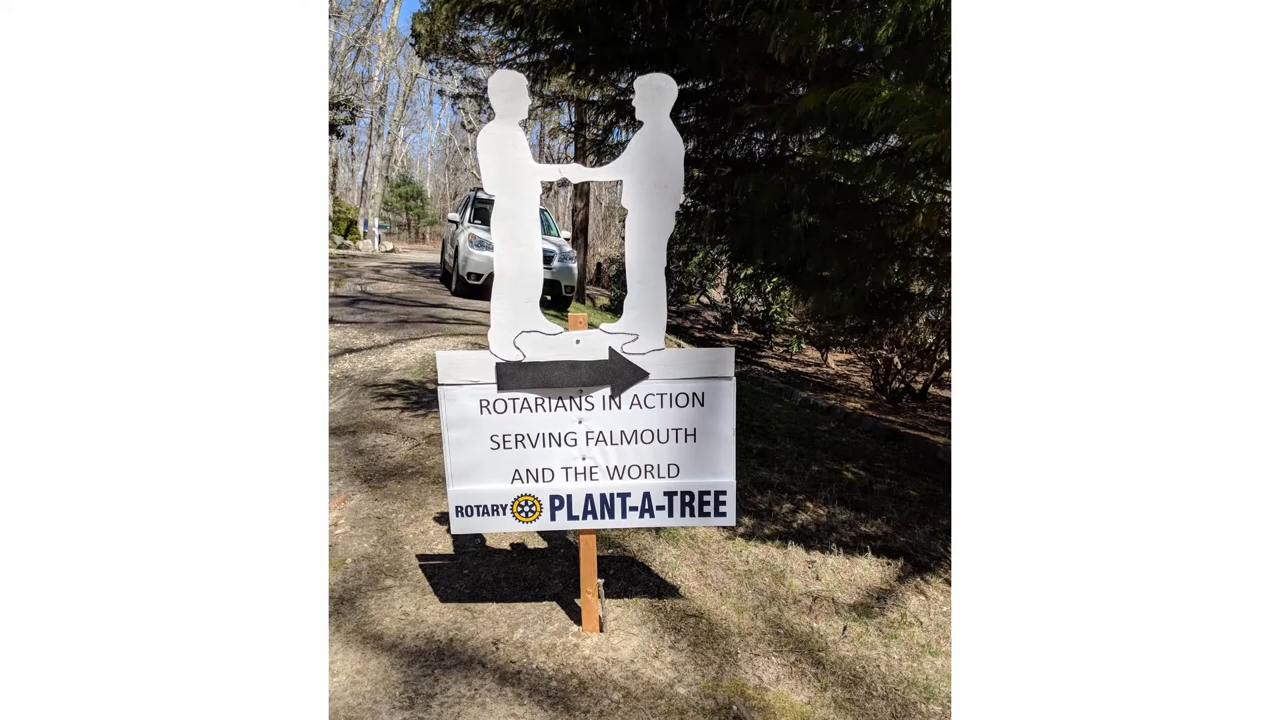 ROTARIANS IN ACTION
SERVING FALMOUTH
AND THE WORLD
ROTARY PLANT-A-TREE